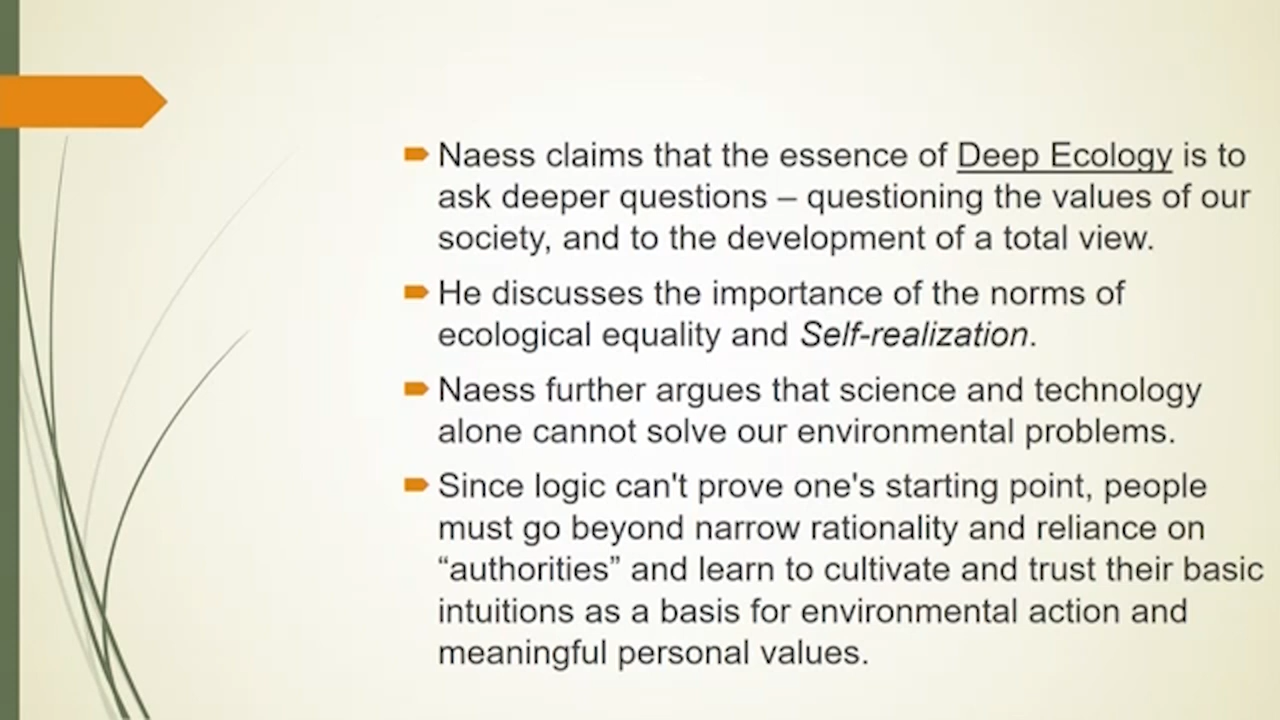 Naess claims that the essence of Deep Ecology is to
ask deeper questions – questioning the values of our
society, and to the development of a total view.
He discusses the importance of the norms of
ecological equality and Self-realization.
Naess further argues that science and technology
alone cannot solve our environmental problems.
Since logic can't prove one's starting point, people
must go beyond narrow rationality and reliance on
“authorities” and learn to cultivate and trust their basic
intuitions as a basis for environmental action and
meaningful personal values.